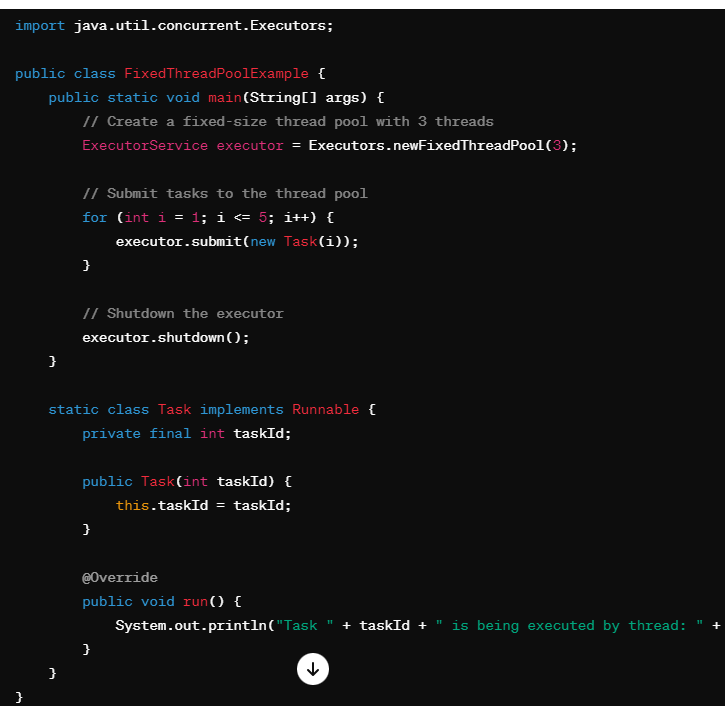 import java.util.concurrent.Executors;
public class FixedThreadPoolExample {
    public static void main(String[] args) {
        // Create a fixed-size thread pool with 3 threads
        ExecutorService executor = Executors.newFixedThreadPool(3);
        // Submit tasks to the thread pool
        for (int i = 1; i <= 5; i++) {
            executor.submit(new Task(i));
        }
        // Shutdown the executor
        executor.shutdown();
    }
    static class Task implements Runnable {
        private final int taskId;
        public Task(int taskId) {
            this.taskId = taskId;
        }
        @Override
        public void run() {
            System.out.println("Task " + taskId + " is being executed by thread: " +
        }
    }
}